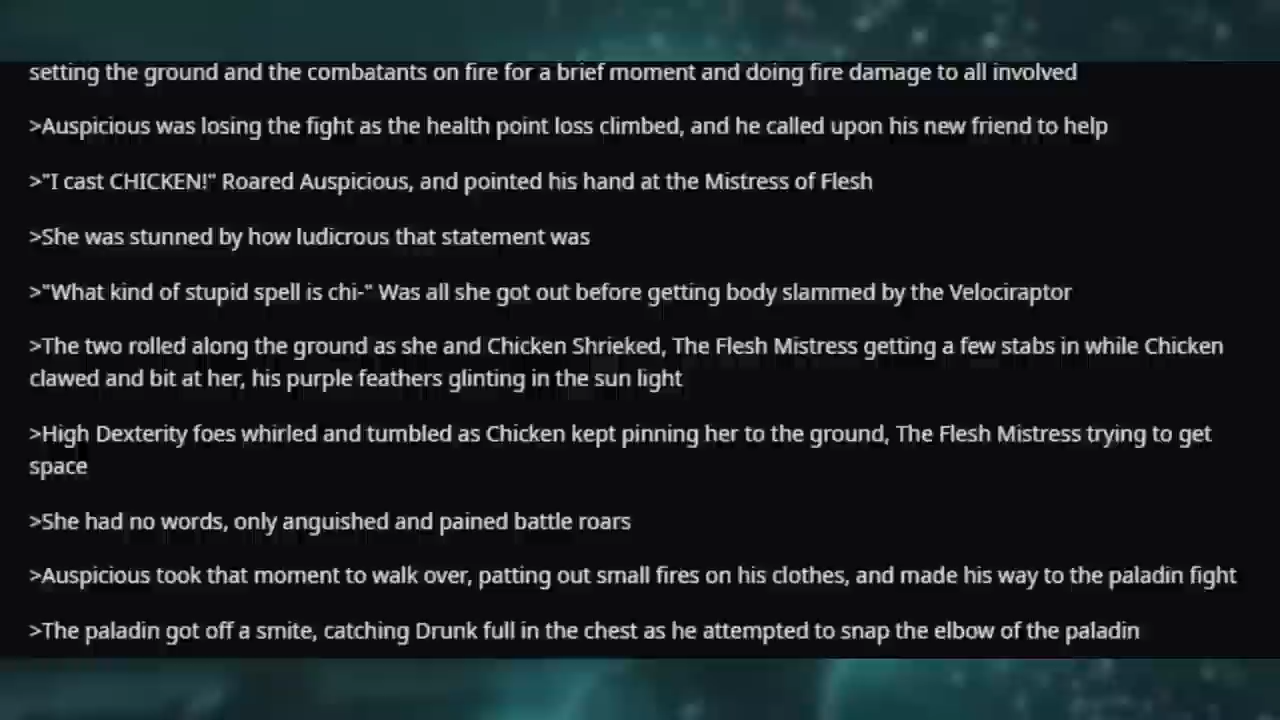 setting the ground and the combatants on fire for a brief moment and doing fire damage to all involved
>Auspicious was losing the fight as the health point loss climbed, and he called upon his new friend to help
>"I cast CHICKEN!" Roared Auspicious, and pointed his hand at the Mistress of Flesh
>She was stunned by how ludicrous that statement was
>"What kind of stupid spell is chi-" Was all she got out before getting body slammed by the Velociraptor
>The two rolled along the ground as she and Chicken Shrieked, The Flesh Mistress getting a few stabs in while Chicken
clawed and bit at her, his purple feathers glinting in the sun light
>High Dexterity foes whirled and tumbled as Chicken kept pinning her to the ground, The Flesh Mistress trying to get
space
>She had no words, only anguished and pained battle roars
>Auspicious took that moment to walk over, patting out small fires on his clothes, and made his way to the paladin fight
>The paladin got off a smite, catching Drunk full in the chest as he attempted to snap the elbow of the paladin